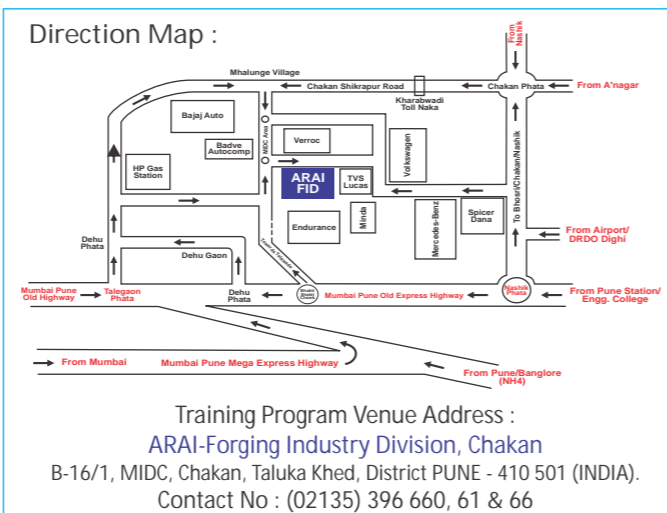 Direction Map :
From
Nashik
Mhalunge Village
Chakan Shikrapur Road
Chakan Phata
From A'nagar
Kharabwadi
Toll Naka
Bajaj Auto
MIDC Area
Verroc
Badve
Autocomp
Volkswagen
HP Gas
Station
ARAI
FID
TVS
Lucas
To Bhosri/Chakan/Nashik
Endurance
Minda
Mercedes-Benz
Spicer
Dana
From Airport/
DRDO Dighi
Dehu
Phata
Dehu Gaon
Mumbai Pune
Old Highway
Talegaon
Phata
Dehu
Phata
Mumbai Pune Old Express Highway
Nashik
Phata
From Pune Station/
Engg. College
From Mumbai
Mumbai Pune Mega Express Highway
From Pune/Banglore
(NH4)
Training Program Venue Address :
ARAI-Forging Industry Division, Chakan
B-16/1, MIDC, Chakan, Taluka Khed, District PUNE - 410 501 (INDIA).
Contact No : (02135) 396 660, 61 & 66